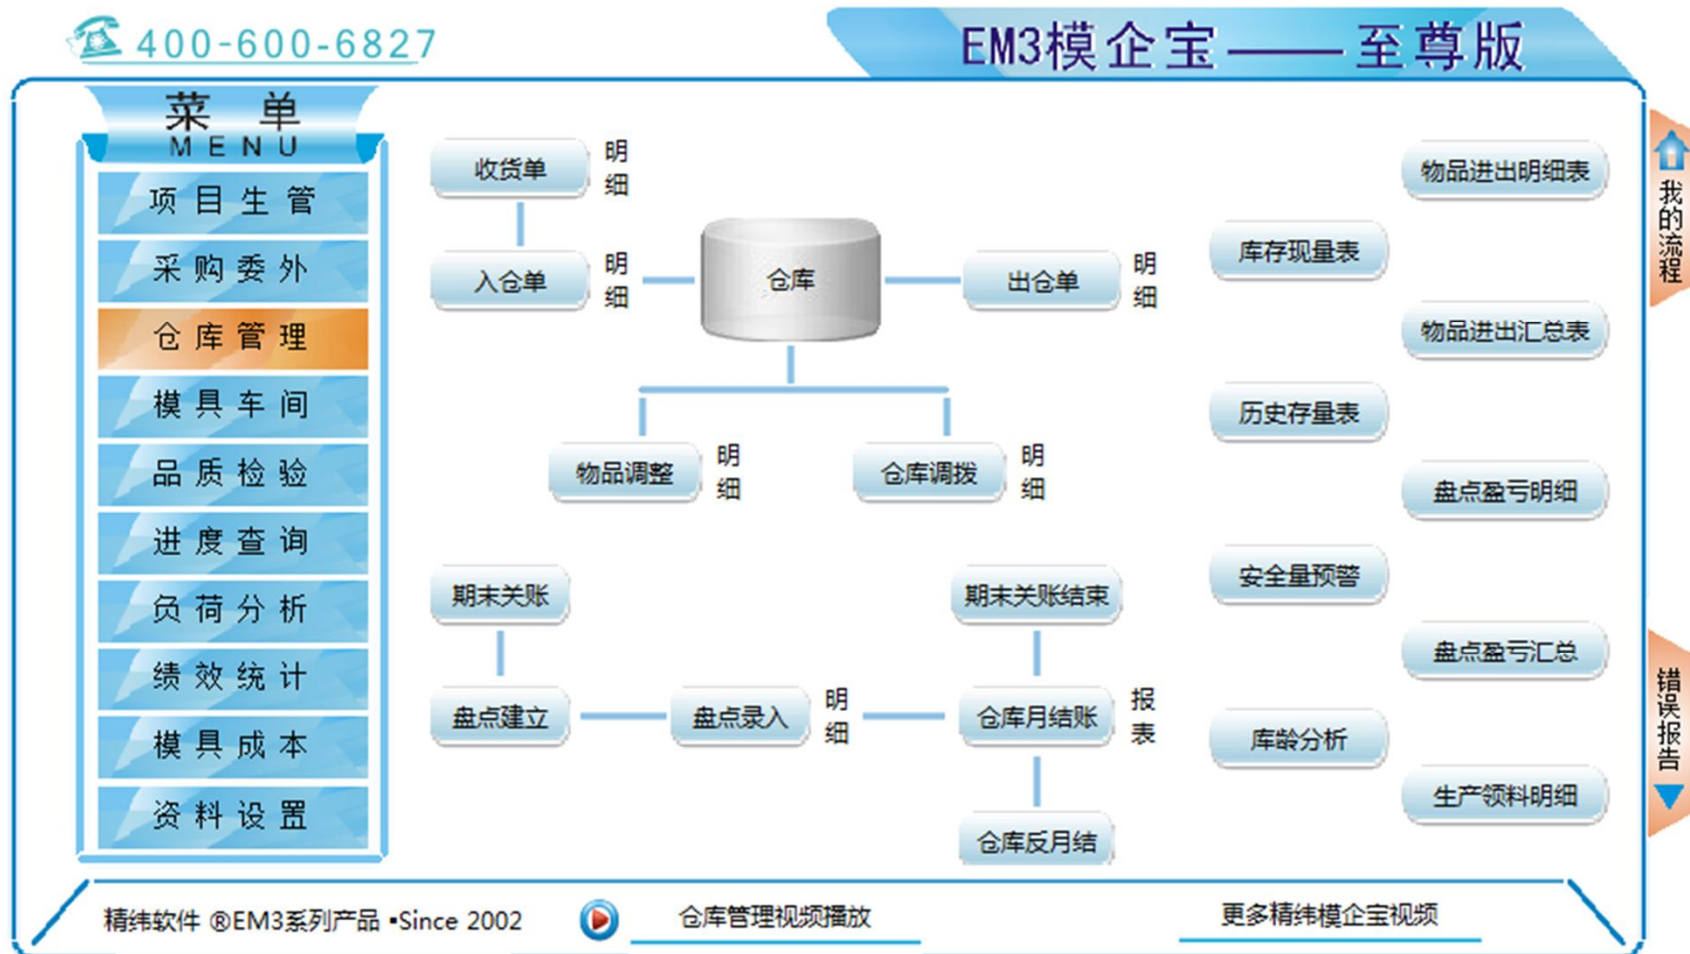 400-600-6827
EM3模企宝——至尊版
菜 单
MENU
项目生管
采购委外
仓库管理
模具车间
品质检验
进度查询
负荷分析
绩效统计
模具成本
资料设置
收货单
明细
入仓单
明细
仓库
出仓单
明细
物品调整
明细
仓库调拨
明细
期末关账
期末关账结束
盘点建立
盘点录入
明细
仓库月结账
报表
仓库反月结
物品进出明细表
库存现量表
物品进出汇总表
历史存量表
盘点盈亏明细
安全量预警
盘点盈亏汇总
库龄分析
生产领料明细
我的流程
错误报告
精纬软件 ®EM3系列产品 ▪Since 2002
仓库管理视频播放
更多精纬模企宝视频